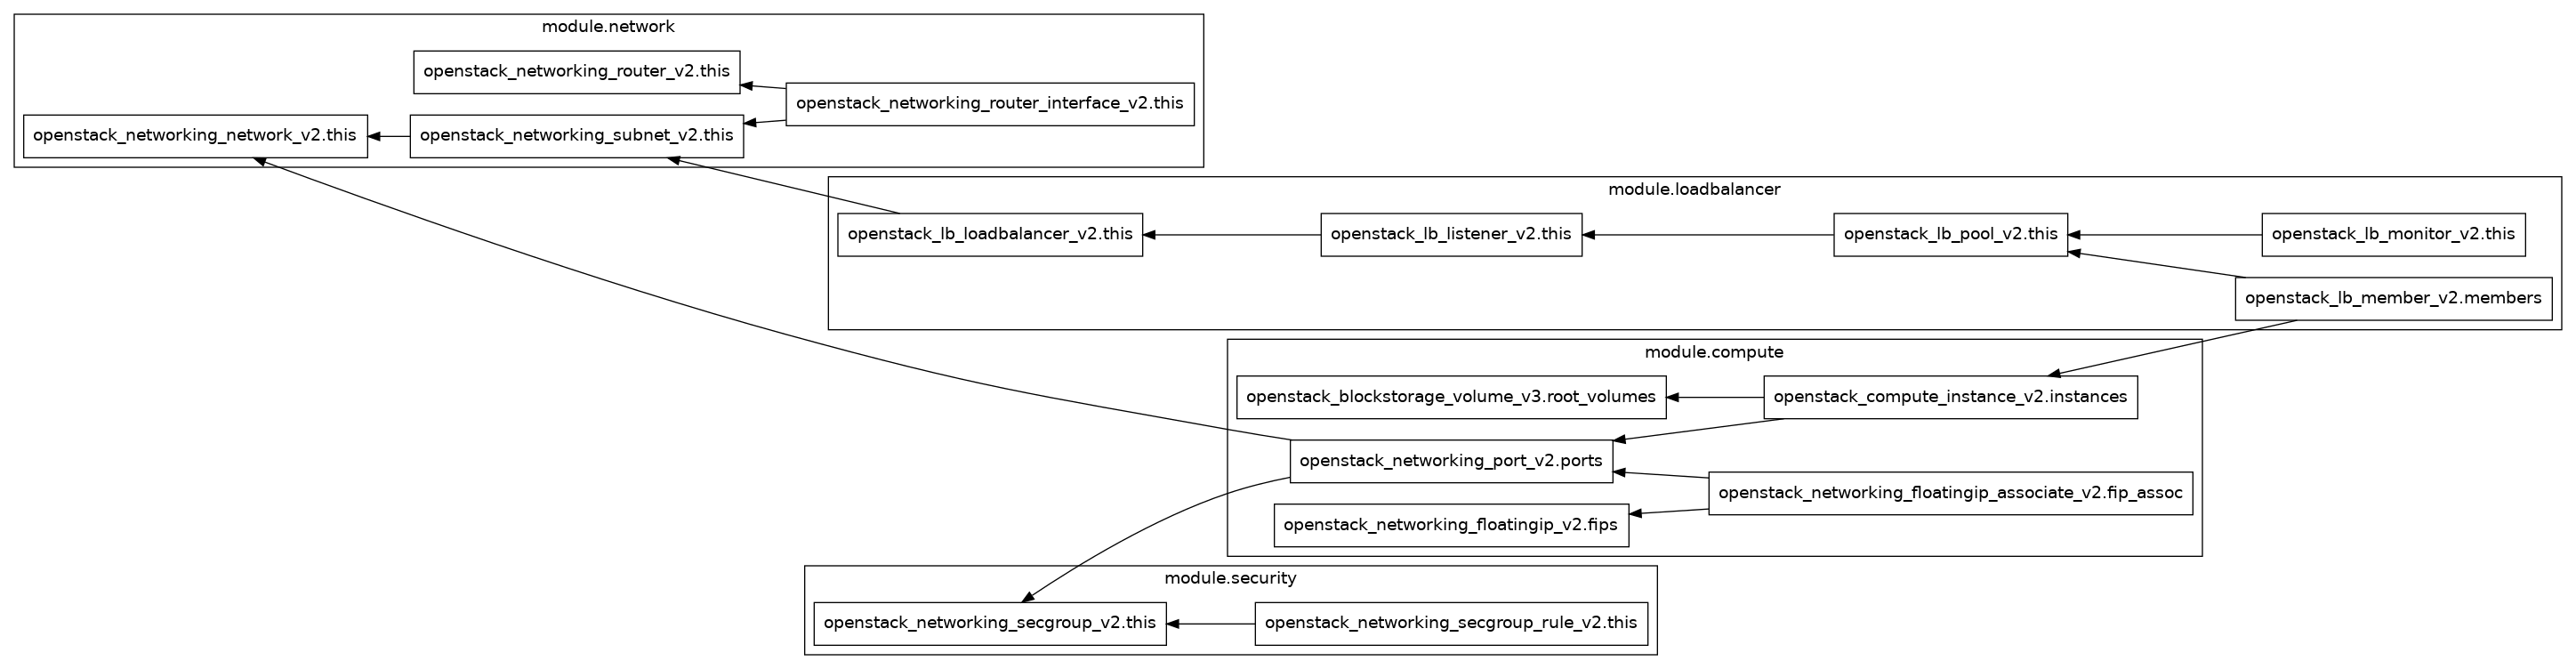 module.network
openstack_networking_router_v2.this
openstack_networking_router_interface_v2.this
openstack_networking_network_v2.this
openstack_networking_subnet_v2.this
module.loadbalancer
openstack_lb_loadbalancer_v2.this
openstack_lb_listener_v2.this
openstack_lb_pool_v2.this
openstack_lb_monitor_v2.this
openstack_lb_member_v2.members
module.compute
openstack_blockstorage_volume_v3.root_volumes
openstack_compute_instance_v2.instances
openstack_networking_port_v2.ports
openstack_networking_floatingip_associate_v2.fip_assoc
openstack_networking_floatingip_v2.fips
module.security
openstack_networking_secgroup_v2.this
openstack_networking_secgroup_rule_v2.this